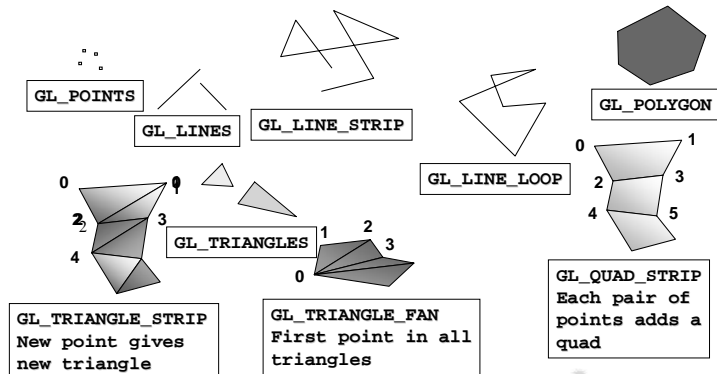 GL_POINTS
GL_LINES
GL_LINE_STRIP
GL_LINE_LOOP
GL_POLYGON
0
2
3
4
GL_TRIANGLES
0
1
2
3
0
1
2
3
4
5
GL_TRIANGLE_STRIP
New point gives
new triangle
GL_TRIANGLE_FAN
First point in all
triangles
GL_QUAD_STRIP
Each pair of
points adds a
quad